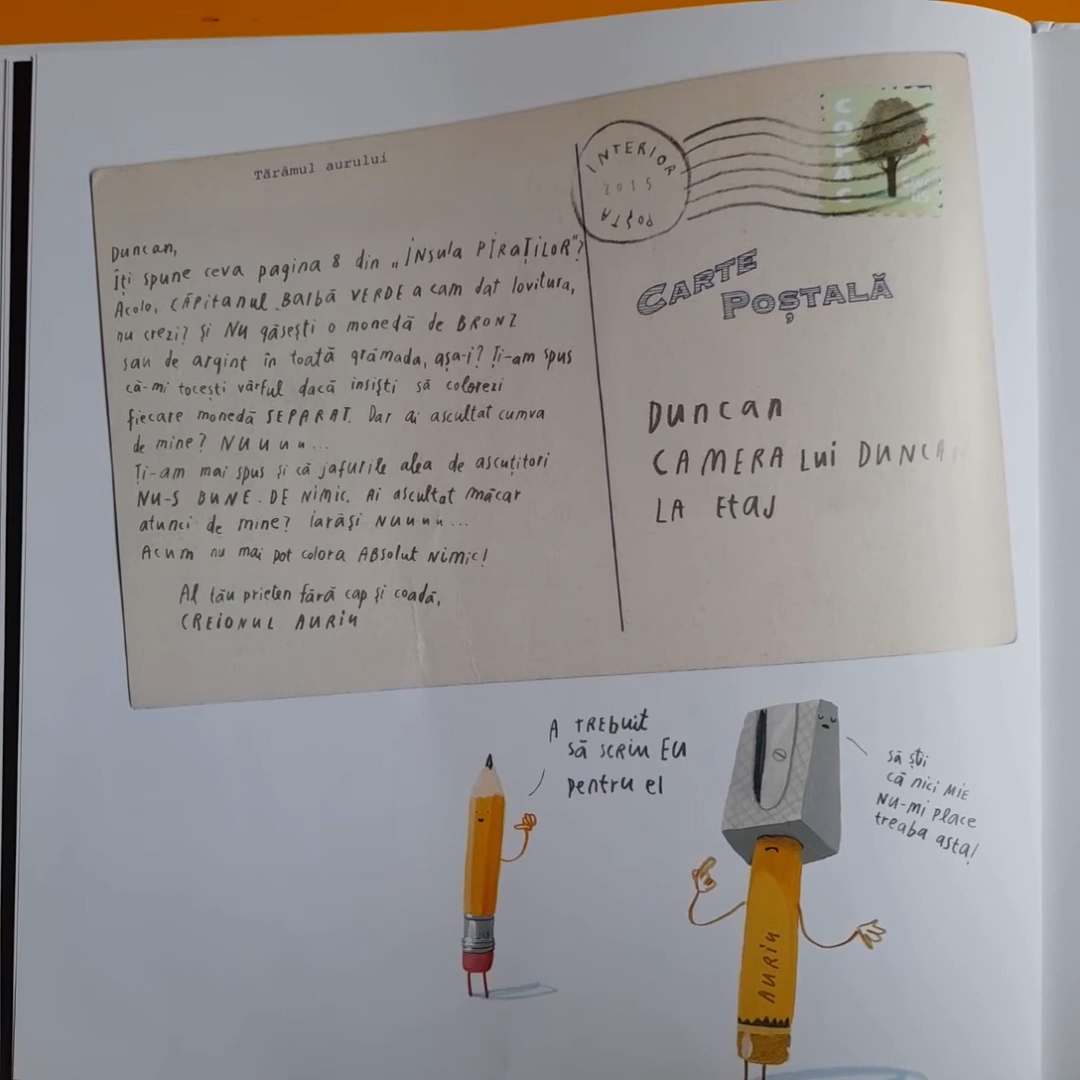 Tărâmul aurului
INTERIOR
2015
POȘTA
COPAC
CARTE
POȘTALĂ
Duncan,
Îți spune ceva pagina 8 din „INSula PIRAȚILOR"?
Acolo, CĂPitanul BARbă VERDE a cam dat lovitura,
nu crezi? Și NU găsești o monedă de BRONZ
sau de argint în toată grămada, așa-i? Ți-am spus
că-mi tocești vârful dacă insiști să colorezi
fiecare monedă SEPARAT. Dar ai ascultat cumva
de mine? NUuuu...
Ți-am mai spus și că jafurile alea de ascuțitori
NU-S BUNE DE NIMIC. Ai ascultat măcar
atunci de mine? Iarăși NUuuu...
Acum nu mai pot colora ABSolut NIMIC!
Al tău prieten fără cap și coadă,
CREIONUL AURIU
Duncan
CAMERA LUI DUNCAN
LA Etaj
A TREBuit
să scriu EU
pentru el
să știi
că nici MIE
NU-mi place
treaba asta!
AURIU